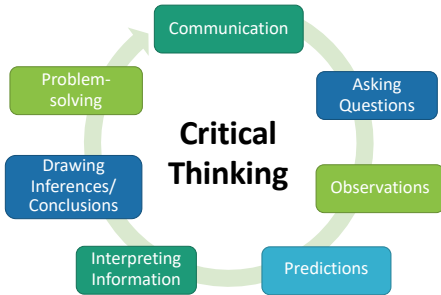 Communication
Asking
Questions
Observations
Predictions
Interpreting
Information
Drawing
Inferences/
Conclusions
Problem-
solving
Critical
Thinking